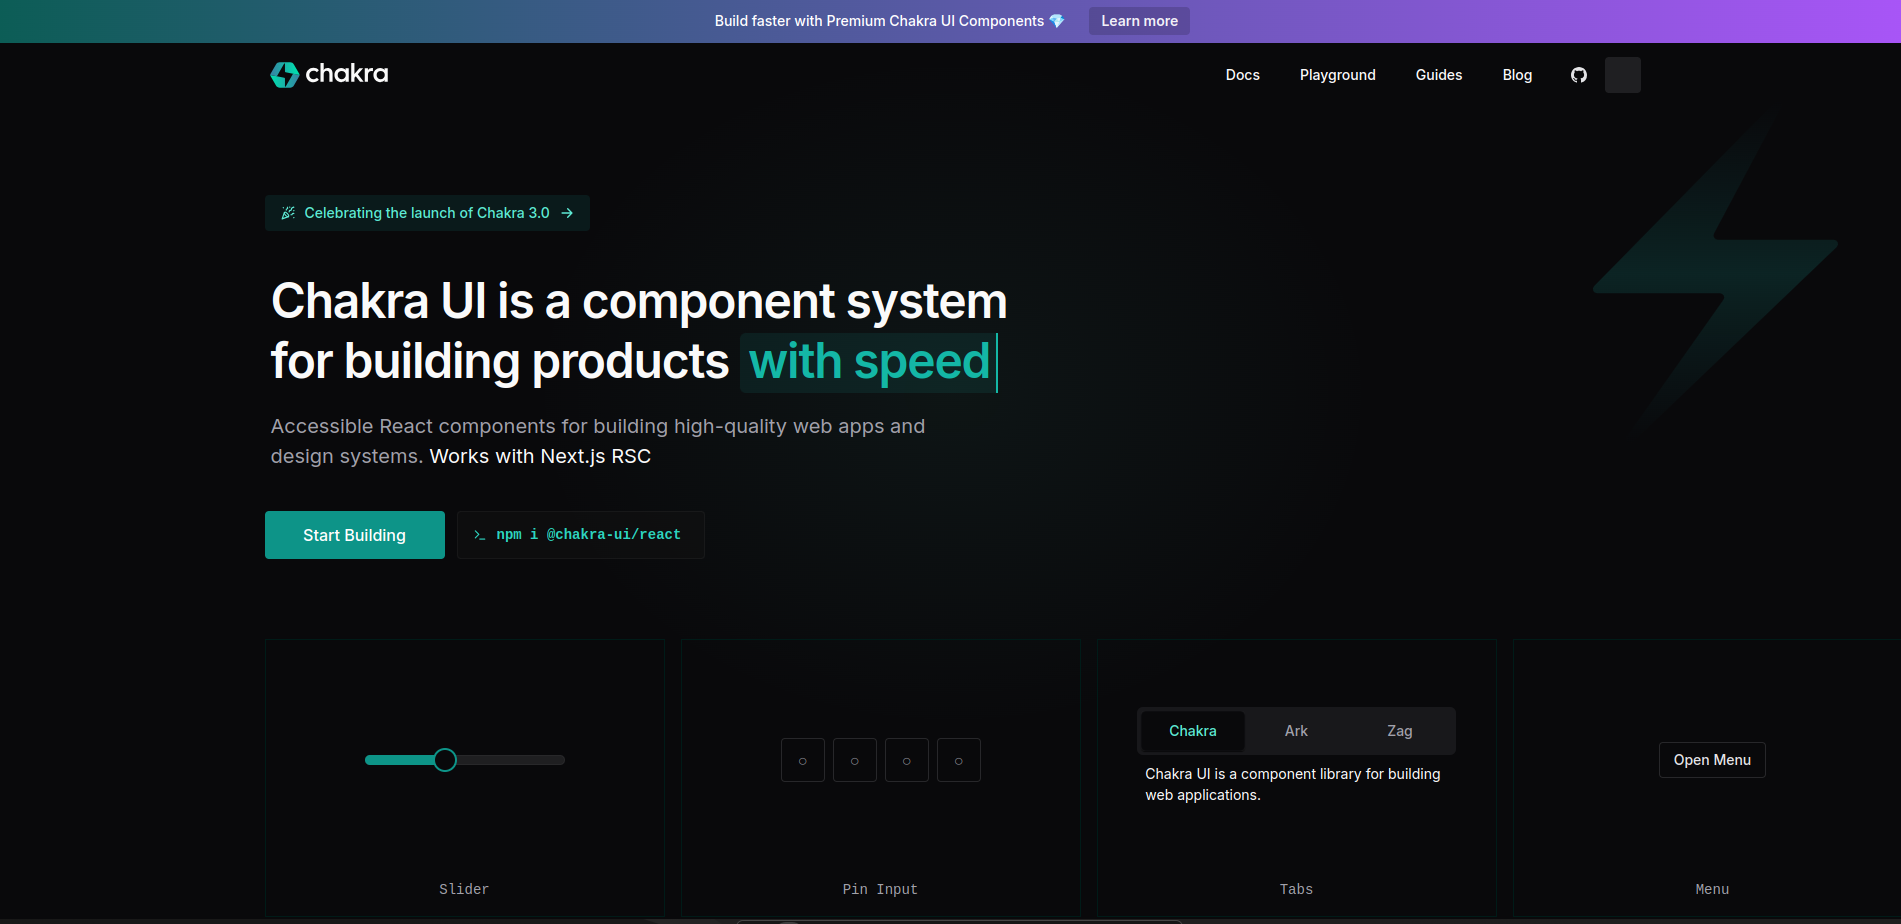 Build faster with Premium Chakra UI Components 💎 Learn more
chakra Docs Playground Guides Blog
Celebrating the launch of Chakra 3.0 →
Chakra UI is a component system
for building products with speed
Accessible React components for building high-quality web apps and
design systems. Works with Next.js RSC
Start Building
npm i @chakra-ui/react
Chakra Ark Zag
Chakra UI is a component library for building
web applications.
Open Menu
Slider
Pin Input
Tabs
Menu